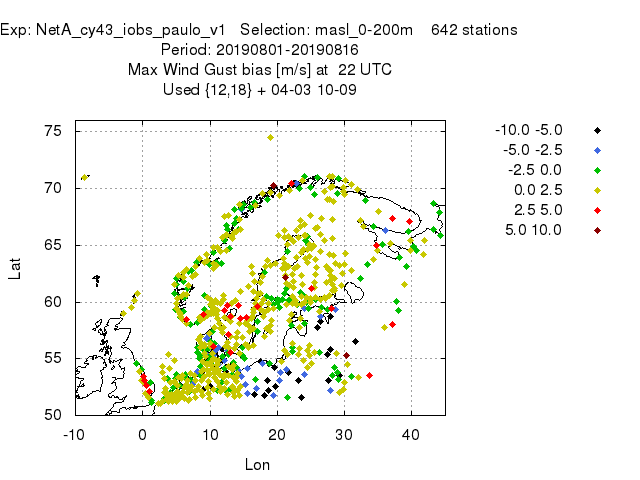 Exp: NetA_cy43_iobs_paulo_v1 Selection: masl_0-200m 642 stations
Period: 20190801-20190816
Max Wind Gust bias [m/s] at 22 UTC
Used {12,18} + 04-03 10-09
75
70
65
60
55
50
-10 0 10 20 30 40
Lat
Lon
-10.0 -5.0
-5.0 -2.5
-2.5 0.0
0.0 2.5
2.5 5.0
5.0 10.0